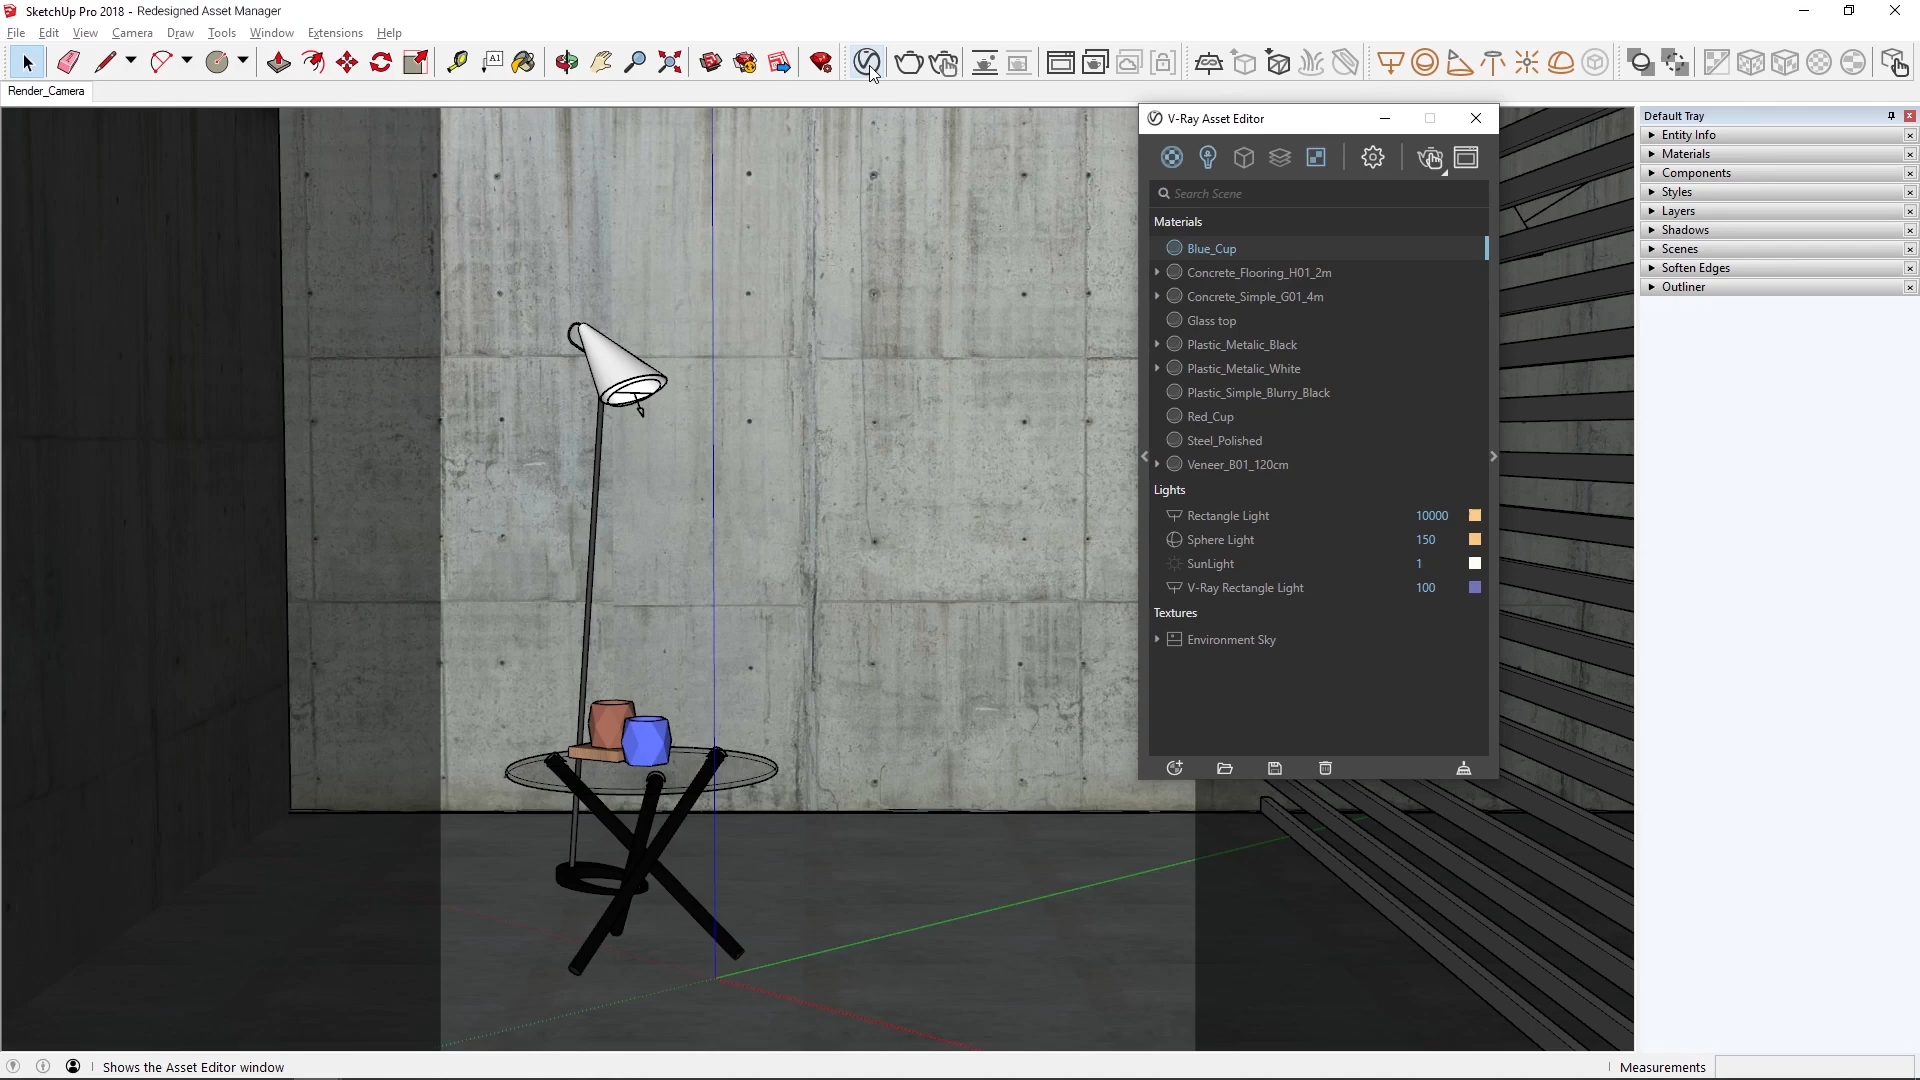 SketchUp Pro 2018 - Redesigned Asset Manager
File Edit View Camera Draw Tools Window Extensions Help
A1
Render_Camera
V-Ray Asset Editor
Search Scene
Materials
Blue_Cup
Concrete_Flooring_H01_2m
Concrete_Simple_G01_4m
Glass top
Plastic_Metalic_Black
Plastic_Metalic_White
Plastic_Simple_Blurry_Black
Red_Cup
Steel_Polished
Veneer_B01_120cm
Lights
Rectangle Light 10000
Sphere Light 150
SunLight 1
V-Ray Rectangle Light 100
Textures
Environment Sky
Default Tray
Entity Info
Materials
Components
Styles
Layers
Shadows
Scenes
Soften Edges
Outliner
Shows the Asset Editor window
Measurements